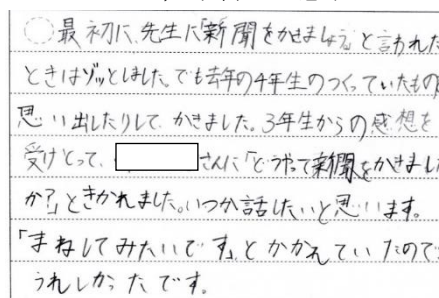 ○最初に、先生に「新聞をかきましょう。」と言われた
ときはゾッとしました。でも去年の4年生のつくっていたもの
思い出したりして、かきました。3年生からの感想を
受けとって、さんに「どうやって新聞をかきまし
か?」ときかれました。いつか話したいと思います。
「まねしてみたいです。」とかかれていたので
うれしかったです。